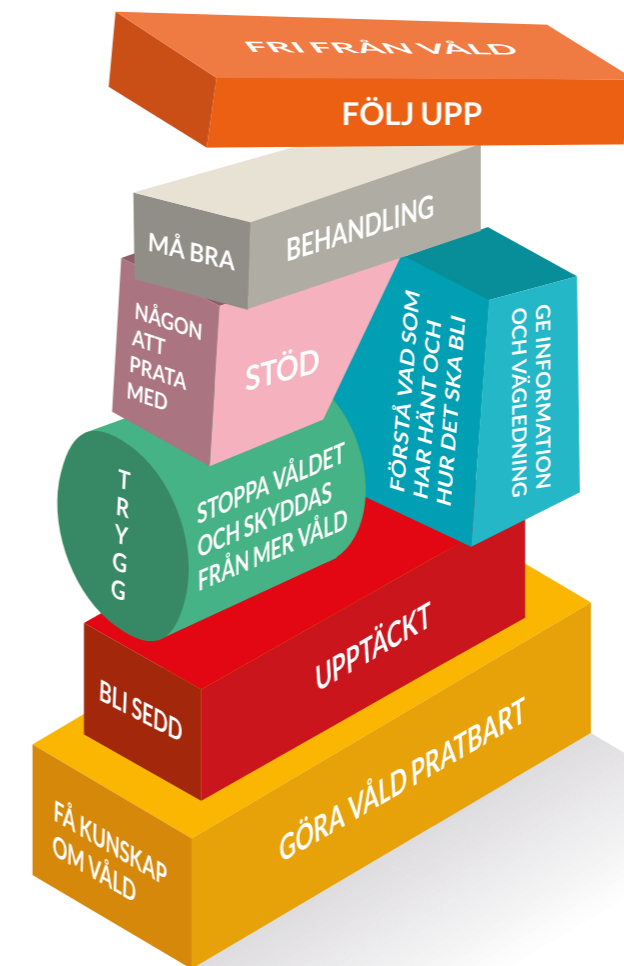 FRI FRÅN VÅLD
FÖLJ UPP
MÅ BRA
BEHANDLING
NÅGON
ATT
PRATA
MED
STÖD
FÖRSTÅ VAD SOM
HAR HÄNT OCH
HUR DET SKA BLI
GE INFORMATION
OCH VÄGLEDNING
TRYGG
STOPPA VÅLDET
OCH SKYDDAS
FRÅN MER VÅLD
BLI SEDD
UPPTÄCKT
FÅ KUNSKAP
OM VÅLD
GÖRA VÅLD PRATBART